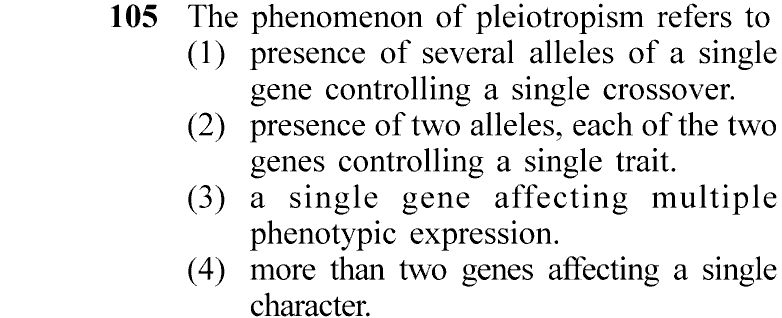 105 The phenomenon of pleiotropism refers to
(1) presence of several alleles of a single
gene controlling a single crossover.
(2) presence of two alleles, each of the two
genes controlling a single trait.
(3) a single gene affecting multiple
phenotypic expression.
(4) more than two genes affecting a single
character.